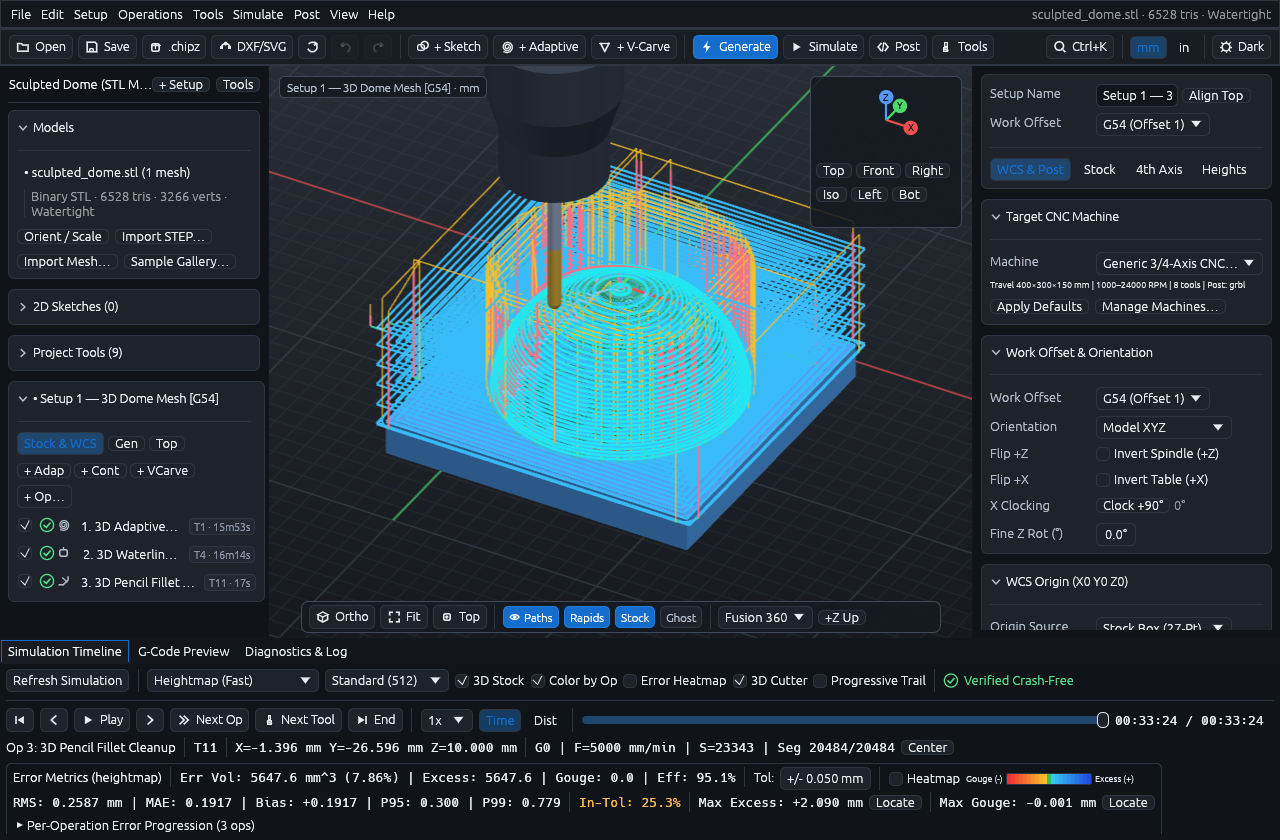 File Edit Setup Operations Tools Simulate Post View Help
sculpted_dome.stl · 6528 tris · Watertight
Open Save .chipz DXF/SVG + Sketch + Adaptive + V-Carve Generate Simulate Post Tools Ctrl+K mm in Dark
Sculpted Dome (STL M... + Setup Tools
Models
• sculpted_dome.stl (1 mesh)
Binary STL · 6528 tris · 3266 verts ·
Watertight
Orient / Scale Import STEP...
Import Mesh... Sample Gallery...
2D Sketches (0)
Project Tools (9)
• Setup 1 — 3D Dome Mesh [G54]
Stock & WCS Gen Top
+ Adap + Cont + VCarve
+ Op...
1. 3D Adaptive... T1 · 15m53s
2. 3D Waterlin... T4 · 16m14s
3. 3D Pencil Fillet ... T11 · 17s
Setup 1 — 3D Dome Mesh [G54] · mm
Z
Y
X
Top Front Right
Iso Left Bot
Ortho Fit Top Paths Rapids Stock Ghost Fusion 360 +Z Up
Setup Name Setup 1 — 3 Align Top
Work Offset G54 (Offset 1)
WCS & Post Stock 4th Axis Heights
Target CNC Machine
Machine Generic 3/4-Axis CNC...
Travel 400×300×150 mm | 1000–24000 RPM | 8 tools | Post: grbl
Apply Defaults Manage Machines...
Work Offset & Orientation
Work Offset G54 (Offset 1)
Orientation Model XYZ
Flip +Z Invert Spindle (+Z)
Flip +X Invert Table (+X)
X Clocking Clock +90° 0°
Fine Z Rot (°) 0.0°
WCS Origin (X0 Y0 Z0)
Origin Source Stock Box (27-Pt)
Simulation Timeline G-Code Preview Diagnostics & Log
Refresh Simulation Heightmap (Fast) Standard (512) 3D Stock Color by Op Error Heatmap 3D Cutter Progressive Trail Verified Crash-Free
Play Next Op Next Tool End 1x Time Dist 00:33:24 / 00:33:24
Op 3: 3D Pencil Fillet Cleanup T11 X=-1.396 mm Y=-26.596 mm Z=10.000 mm G0 | F=5000 mm/min | S=23343 | Seg 20484/20484 Center
Error Metrics (heightmap) Err Vol: 5647.6 mm^3 (7.86%) | Excess: 5647.6 | Gouge: 0.0 | Eff: 95.1% Tol: +/- 0.050 mm Heatmap Gouge (-) Excess (+)
RMS: 0.2587 mm | MAE: 0.1917 | Bias: +0.1917 | P95: 0.300 | P99: 0.779 In-Tol: 25.3% Max Excess: +2.090 mm Locate Max Gouge: -0.001 mm Locate
Per-Operation Error Progression (3 ops)